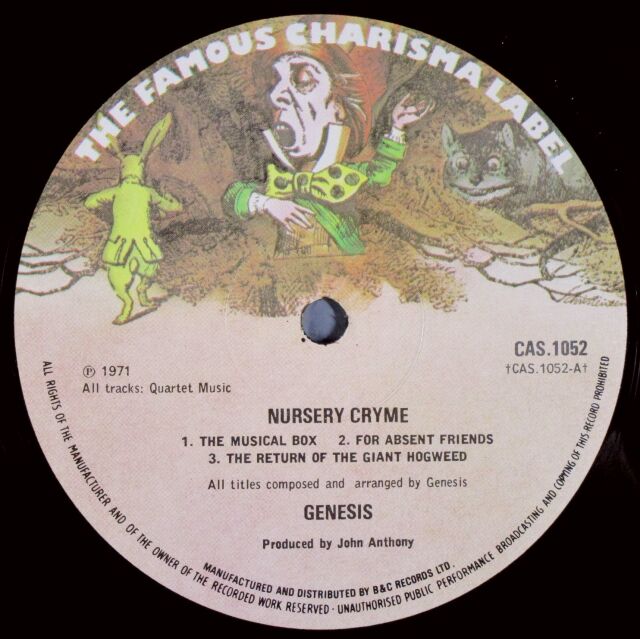 THE FAMOUS CHARISMA LABEL
CAS.1052
℗ 1971
†CAS.1052-A†
All tracks: Quartet Music
NURSERY CRYME
1. THE MUSICAL BOX 2. FOR ABSENT FRIENDS
3. THE RETURN OF THE GIANT HOGWEED
All titles composed and arranged by Genesis
GENESIS
Produced by John Anthony
MANUFACTURED AND DISTRIBUTED BY B&C RECORDS LTD.
ALL RIGHTS OF THE MANUFACTURER AND OF THE OWNER OF THE RECORDED WORK RESERVED · UNAUTHORISED PUBLIC PERFORMANCE BROADCASTING AND COPYING OF THIS RECORD PROHIBITED